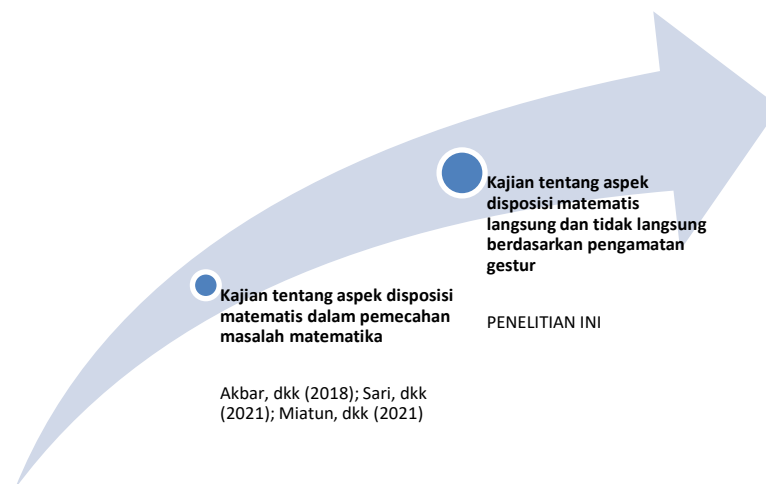 Kajian tentang aspek disposisi
matematis dalam pemecahan
masalah matematika
Akbar, dkk (2018); Sari, dkk
(2021); Miatun, dkk (2021)
Kajian tentang aspek
disposisi matematis
langsung dan tidak langsung
berdasarkan pengamatan
gestur
PENELITIAN INI